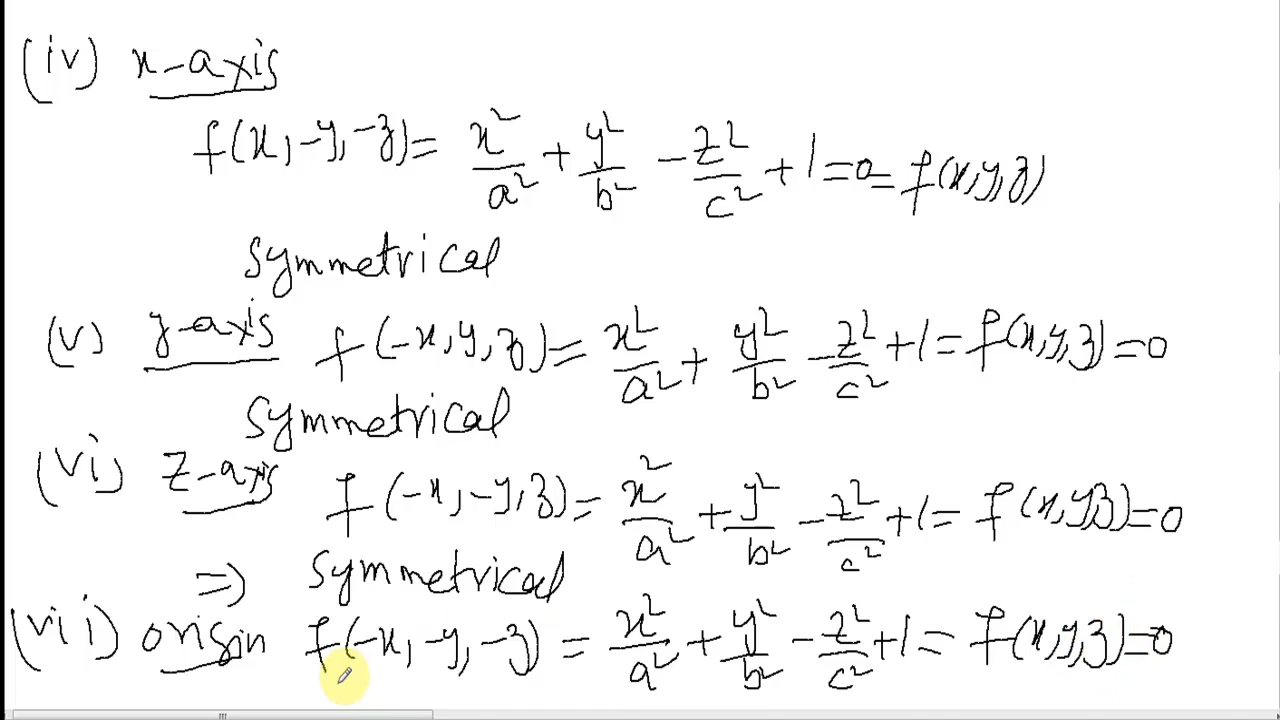 (iv) x-axis
f(x, -y, -z) = x²/a² + y²/b² - z²/c² + 1 = 0 = f(x,y,z)
symmetrical
(v) y-axis f(-x, y, z) = x²/a² + y²/b² - z²/c² + 1 = f(x,y,z) = 0
symmetrical
(vi) z-axis f(-x, -y, z) = x²/a² + y²/b² - z²/c² + 1 = f(x,y,z) = 0
=> symmetrical
(vii) origin f(-x, -y, -z) = x²/a² + y²/b² - z²/c² + 1 = f(x,y,z) = 0